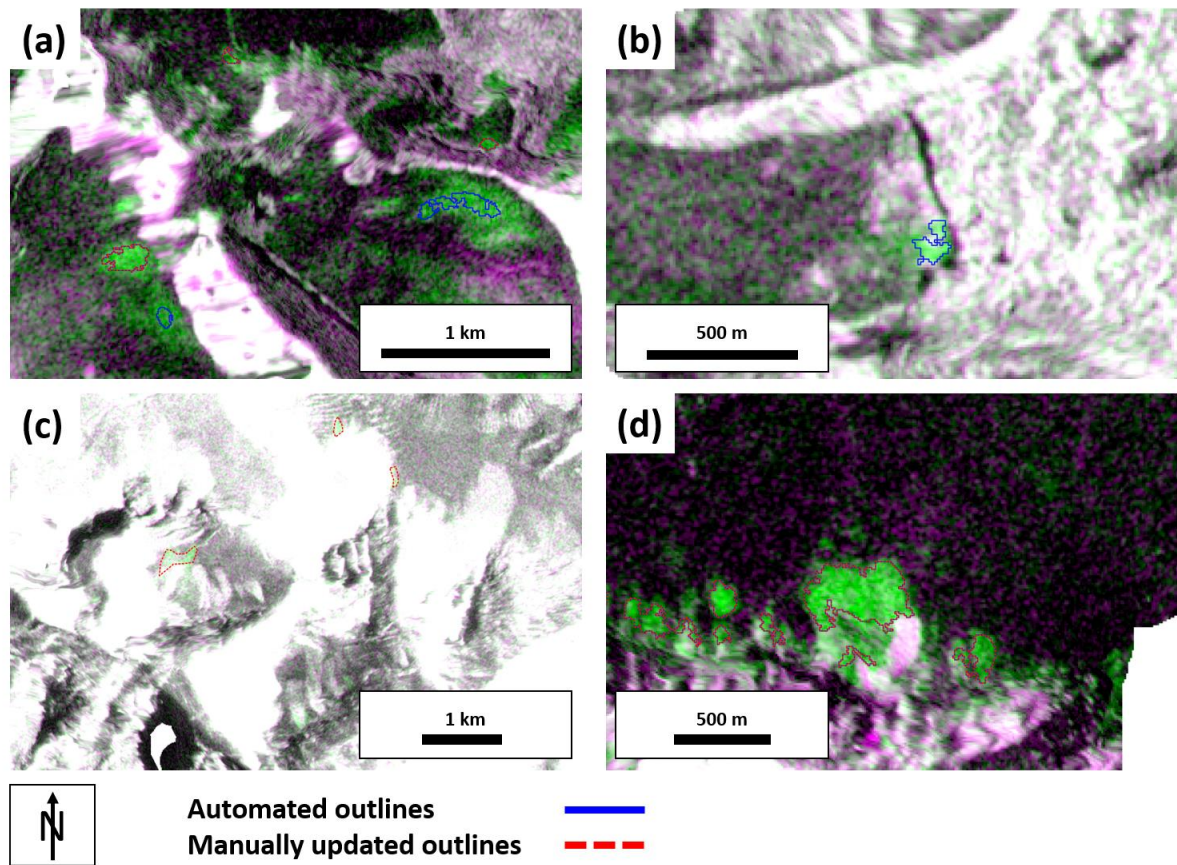 (a)
(b)
1 km
500 m
(c)
(d)
1 km
500 m
N
Automated outlines
Manually updated outlines